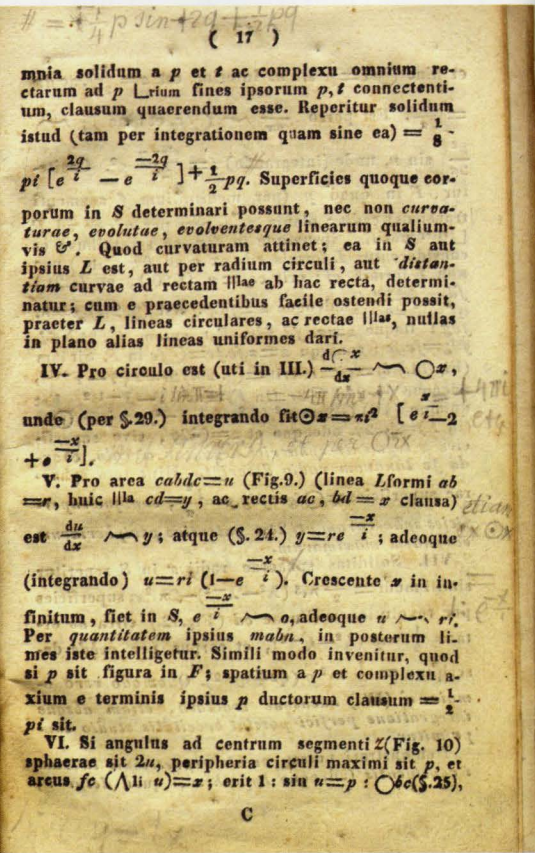 # = + 1/4 p sin + 2q + 1/2 pq
( 17 )
mnia solidum a p et t ac complexu omnium re-
ctarum ad p ∟rium fines ipsorum p, t connectenti-
um, clausum quaerendum esse. Reperitur solidum
istud (tam per integrationem quam sine ea) = 1/8 ·
pi [e^(2q/i) — e^(—2q/i)] + 1/2 pq. Superficies quoque cor-
porum in S determinari possunt, nec non curva-
turae, evolutae, evolventesque linearum qualium-
vis &c. Quod curvaturam attinet; ea in S aut
ipsius L est, aut per radium circuli, aut distan-
tiam curvae ad rectam |||lae ab hac recta, determi-
natur; cum e praecedentibus facile ostendi possit,
praeter L, lineas circulares, ac rectae |||las, nullas
in plano alias lineas uniformes dari.
IV. Pro circulo est (uti in III.) d⊙x/dx ⁓ ○x,
unde (per §.29.) integrando fit ⊙x = πi² [e^(x/i) —2
+ e^(—x/i)].
V. Pro area cabdc=u (Fig.9.) (linea Lformi ab
=r, huic |||la cd=y, ac rectis ac, bd = x clausa)
est du/dx ⁓ y; atque (§. 24.) y=re^(—x/i); adeoque
(integrando) u=ri (1—e^(—x/i)). Crescente x in in-
finitum, fiet in S, e^(—x/i) ⁓ o, adeoque u ⁓ ri.
Per quantitatem ipsius mabn, in posterum li-
mes iste intelligetur. Simili modo invenitur, quod
si p sit figura in F; spatium a p et complexu a-
xium e terminis ipsius p ductorum clausum = 1/2
pi sit.
VI. Si angulus ad centrum segmenti z (Fig. 10)
sphaerae sit 2u, peripheria circuli maximi sit p, et
arcus fc (⋀li u)=x; erit 1 : sin u=p : ○bc(§.25),
C